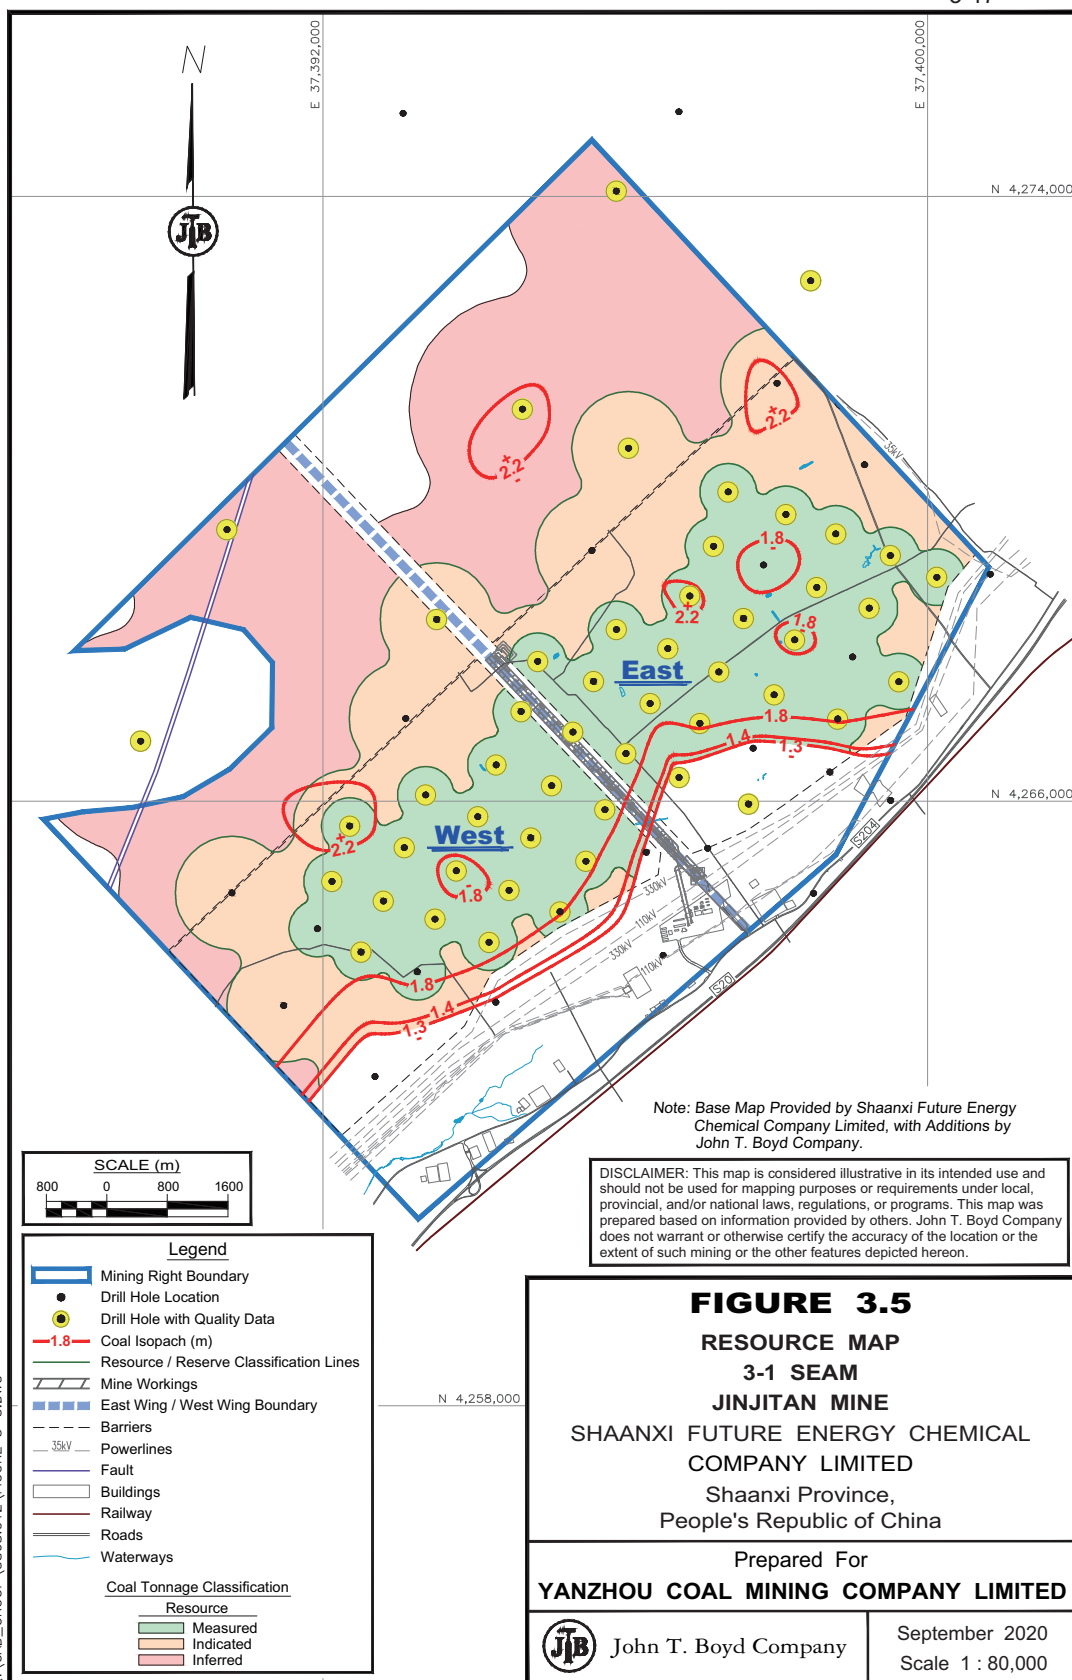 N
E 37,392,000
E 37,400,000
N 4,274,000
JTB
2.2
2.2
35kV
1.8
2.2
1.8
East
1.8
1.4
1.3
N 4,266,000
2.2
West
1.8
S204
330kV
110kV
330kV
110kV
S20
1.8
1.4
1.3
Note: Base Map Provided by Shaanxi Future Energy
Chemical Company Limited, with Additions by
John T. Boyd Company.
SCALE (m)
800 0 800 1600
DISCLAIMER: This map is considered illustrative in its intended use and
should not be used for mapping purposes or requirements under local,
provincial, and/or national laws, regulations, or programs. This map was
prepared based on information provided by others. John T. Boyd Company
does not warrant or otherwise certify the accuracy of the location or the
extent of such mining or the other features depicted hereon.
Legend
Mining Right Boundary
Drill Hole Location
Drill Hole with Quality Data
1.8 Coal Isopach (m)
Resource / Reserve Classification Lines
Mine Workings
East Wing / West Wing Boundary
Barriers
35kV Powerlines
Fault
Buildings
Railway
Roads
Waterways
Coal Tonnage Classification
Resource
Measured
Indicated
Inferred
N 4,258,000
FIGURE 3.5
RESOURCE MAP
3-1 SEAM
JINJITAN MINE
SHAANXI FUTURE ENERGY CHEMICAL
COMPANY LIMITED
Shaanxi Province,
People's Republic of China
Prepared For
YANZHOU COAL MINING COMPANY LIMITED
JTB John T. Boyd Company
September 2020
Scale 1 : 80,000